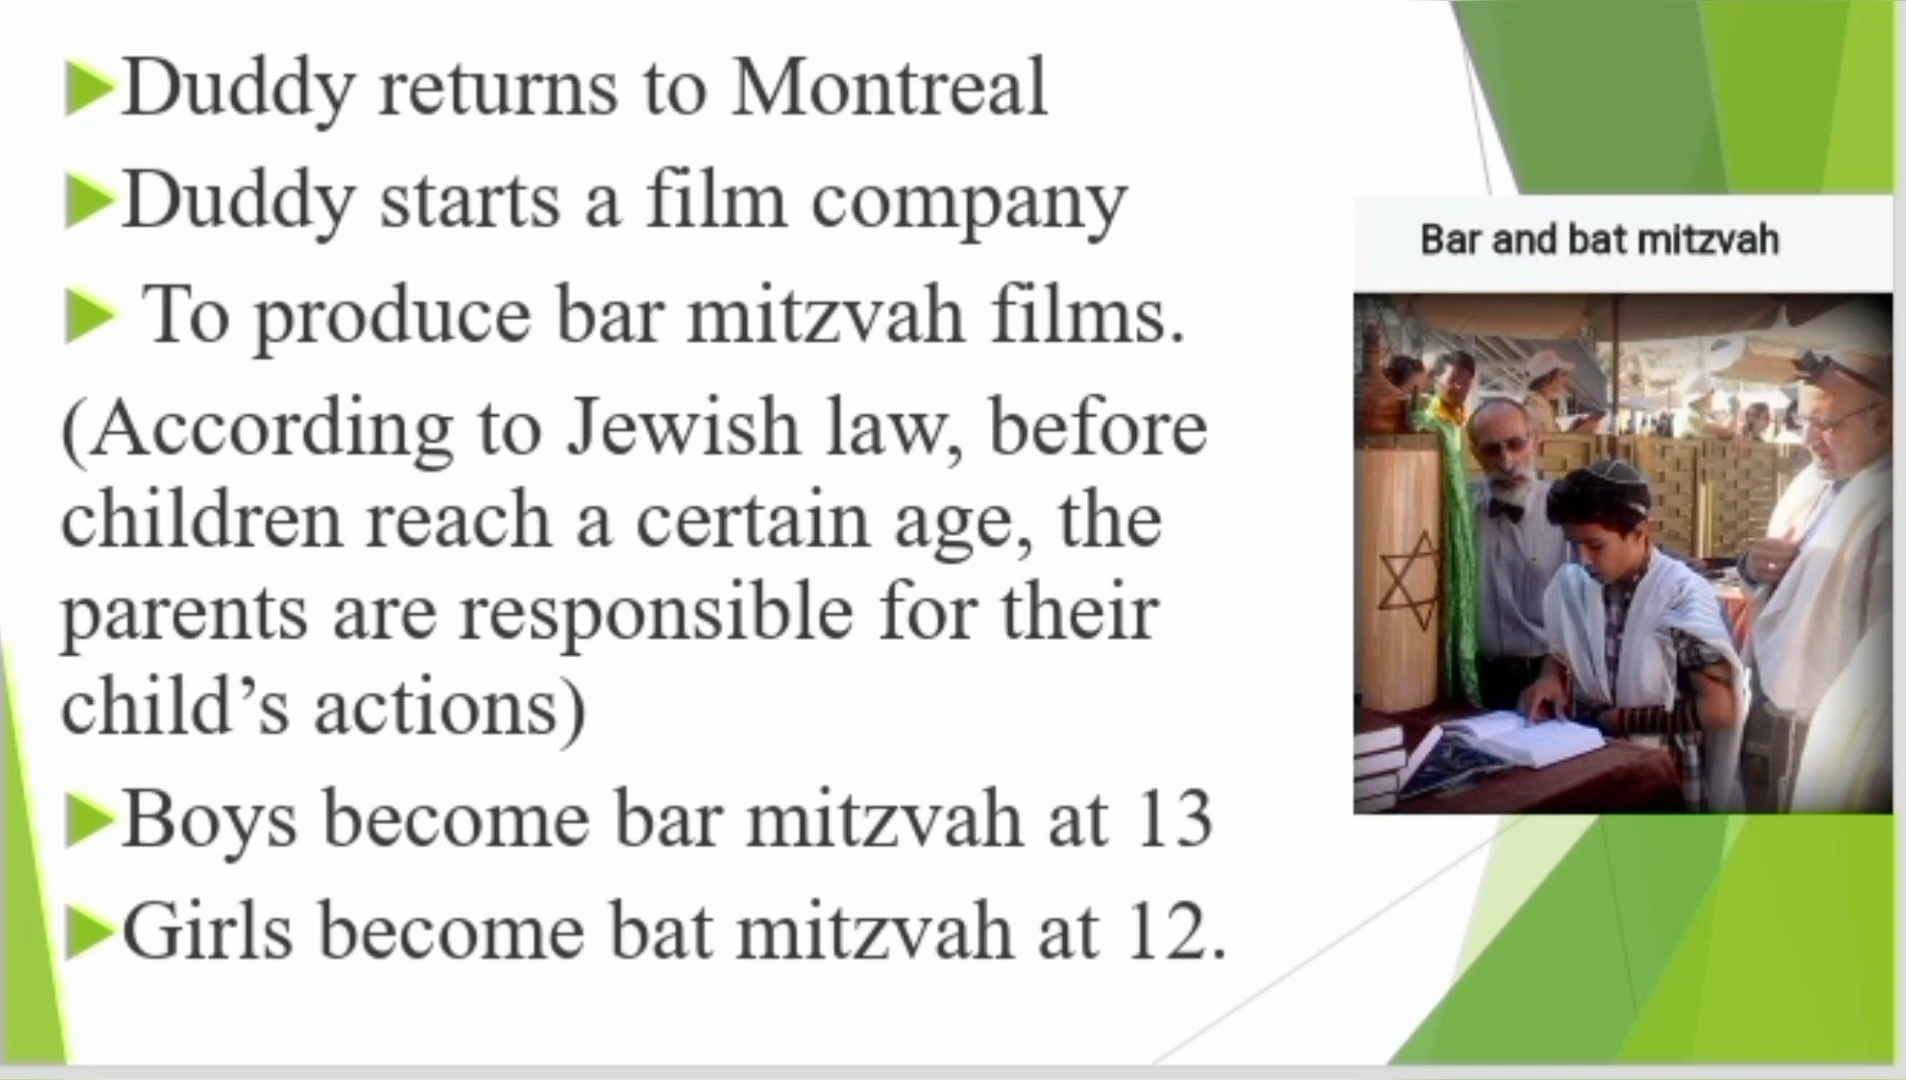 Duddy returns to Montreal
Duddy starts a film company
To produce bar mitzvah films.
(According to Jewish law, before
children reach a certain age, the
parents are responsible for their
child’s actions)
Boys become bar mitzvah at 13
Girls become bat mitzvah at 12.
Bar and bat mitzvah